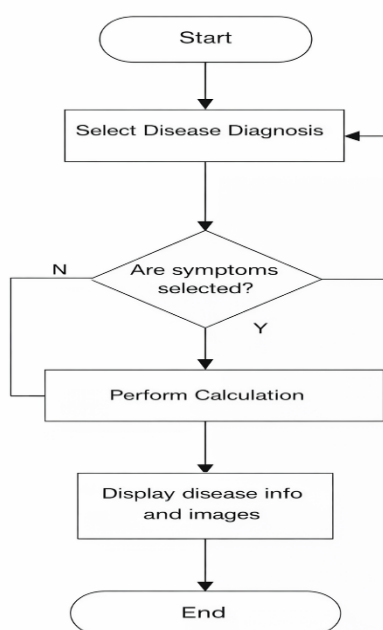 Start
Select Disease Diagnosis
Are symptoms
selected?
N
Y
Perform Calculation
Display disease info
and images
End